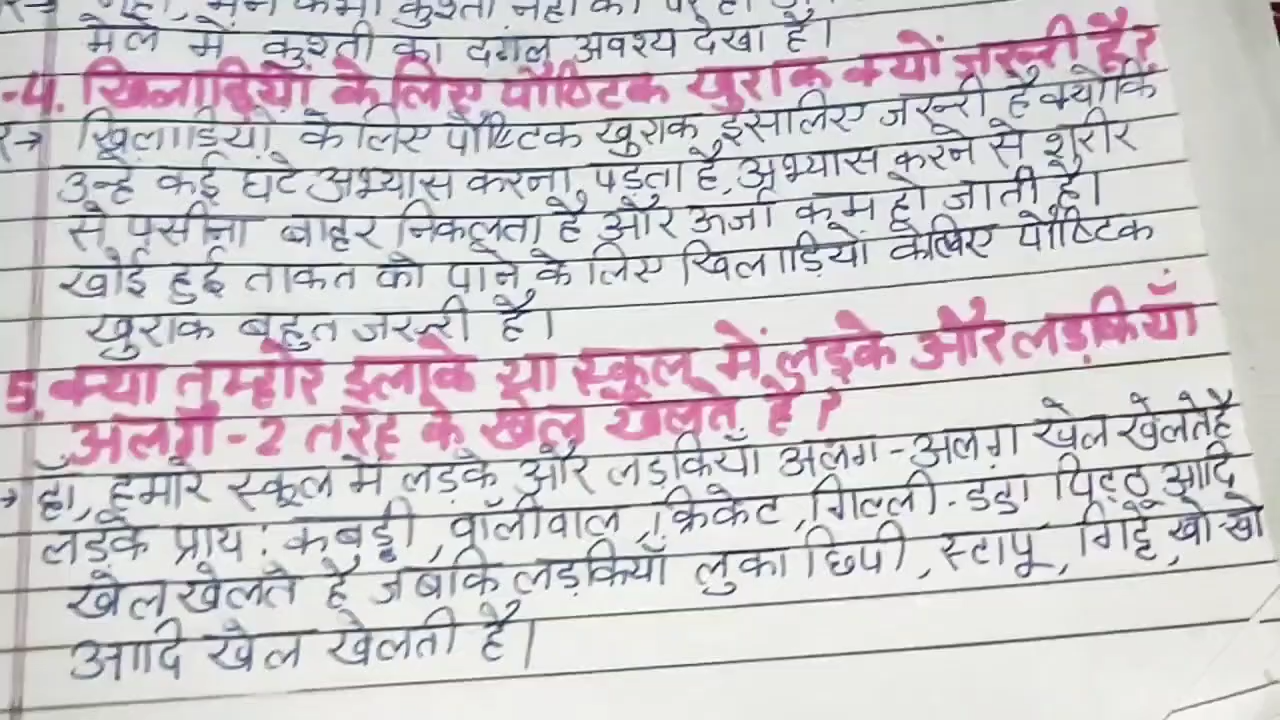 मैंने कभी कुश्ती नहीं की
मेले में कुश्ती का दंगल अवश्य देखा है।
-4. खिलाड़ियों के लिए पौष्टिक खुराक क्यों जरूरी है?
खिलाड़ियों के लिए पौष्टिक खुराक इसलिए जरूरी है क्योंकि
उन्हें कई घंटे अभ्यास करना पड़ता है, अभ्यास करने से शरीर
से पसीना बाहर निकलता है और ऊर्जा कम हो जाती है।
खोई हुई ताकत को पाने के लिए खिलाड़ियों के लिए पौष्टिक
खुराक बहुत जरूरी है।
5. क्या तुम्हारे इलाके या स्कूल में लड़के और लड़कियाँ
अलग-2 तरह के खेल खेलते है?
→ हाँ, हमारे स्कूल में लड़के और लड़कियाँ अलग-अलग खेल खेलते है
लड़के प्राय: कबड्डी, वॉलीवाल, क्रिकेट, गिल्ली-डंडा पिट्ठू आदि
खेल खेलते है जबकि लड़कियाँ लुका छिपी, स्टापू, गिट्टे, खो खो
आदि खेल खेलती है।